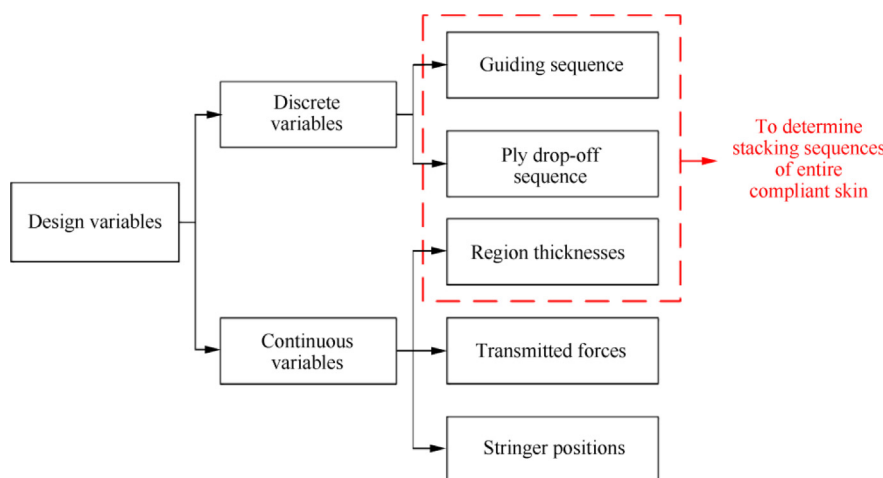 Design variables
Discrete
variables
Continuous
variables
Guiding sequence
Ply drop-off
sequence
Region thicknesses
Transmitted forces
Stringer positions
To determine
stacking sequences
of entire
compliant skin